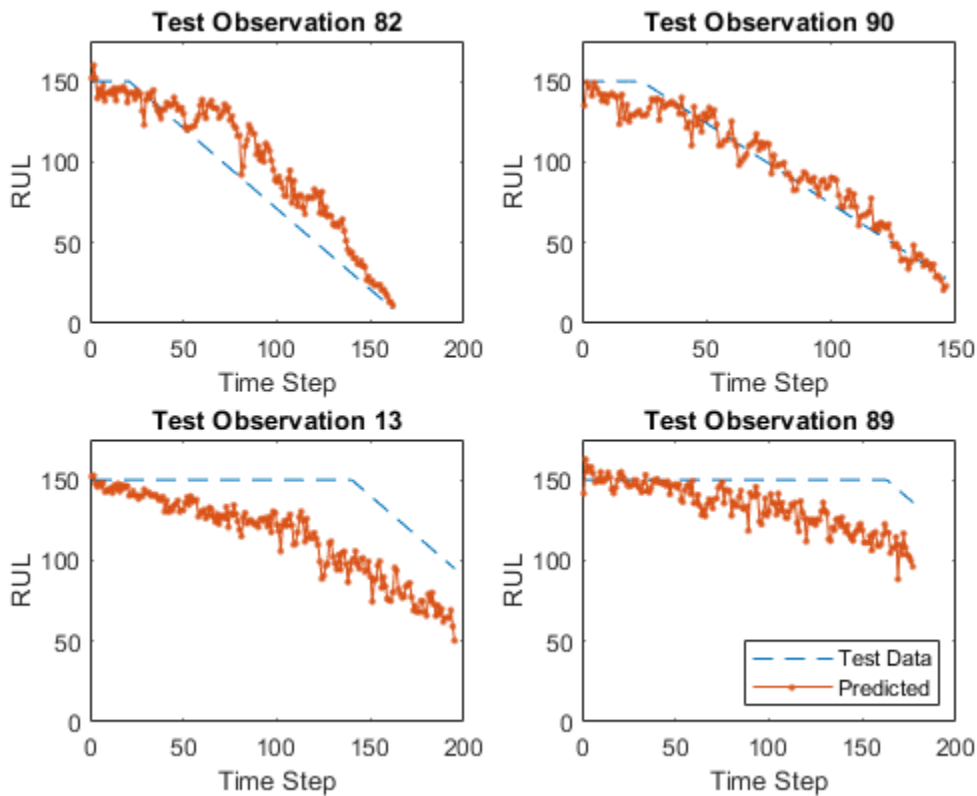 Test Observation 82
150
100
50
0
RUL
0 50 100 150 200
Time Step
Test Observation 90
150
100
50
0
RUL
0 50 100 150
Time Step
Test Observation 13
150
100
50
0
RUL
0 50 100 150 200
Time Step
Test Observation 89
150
100
50
0
RUL
Test Data
Predicted
0 50 100 150 200
Time Step